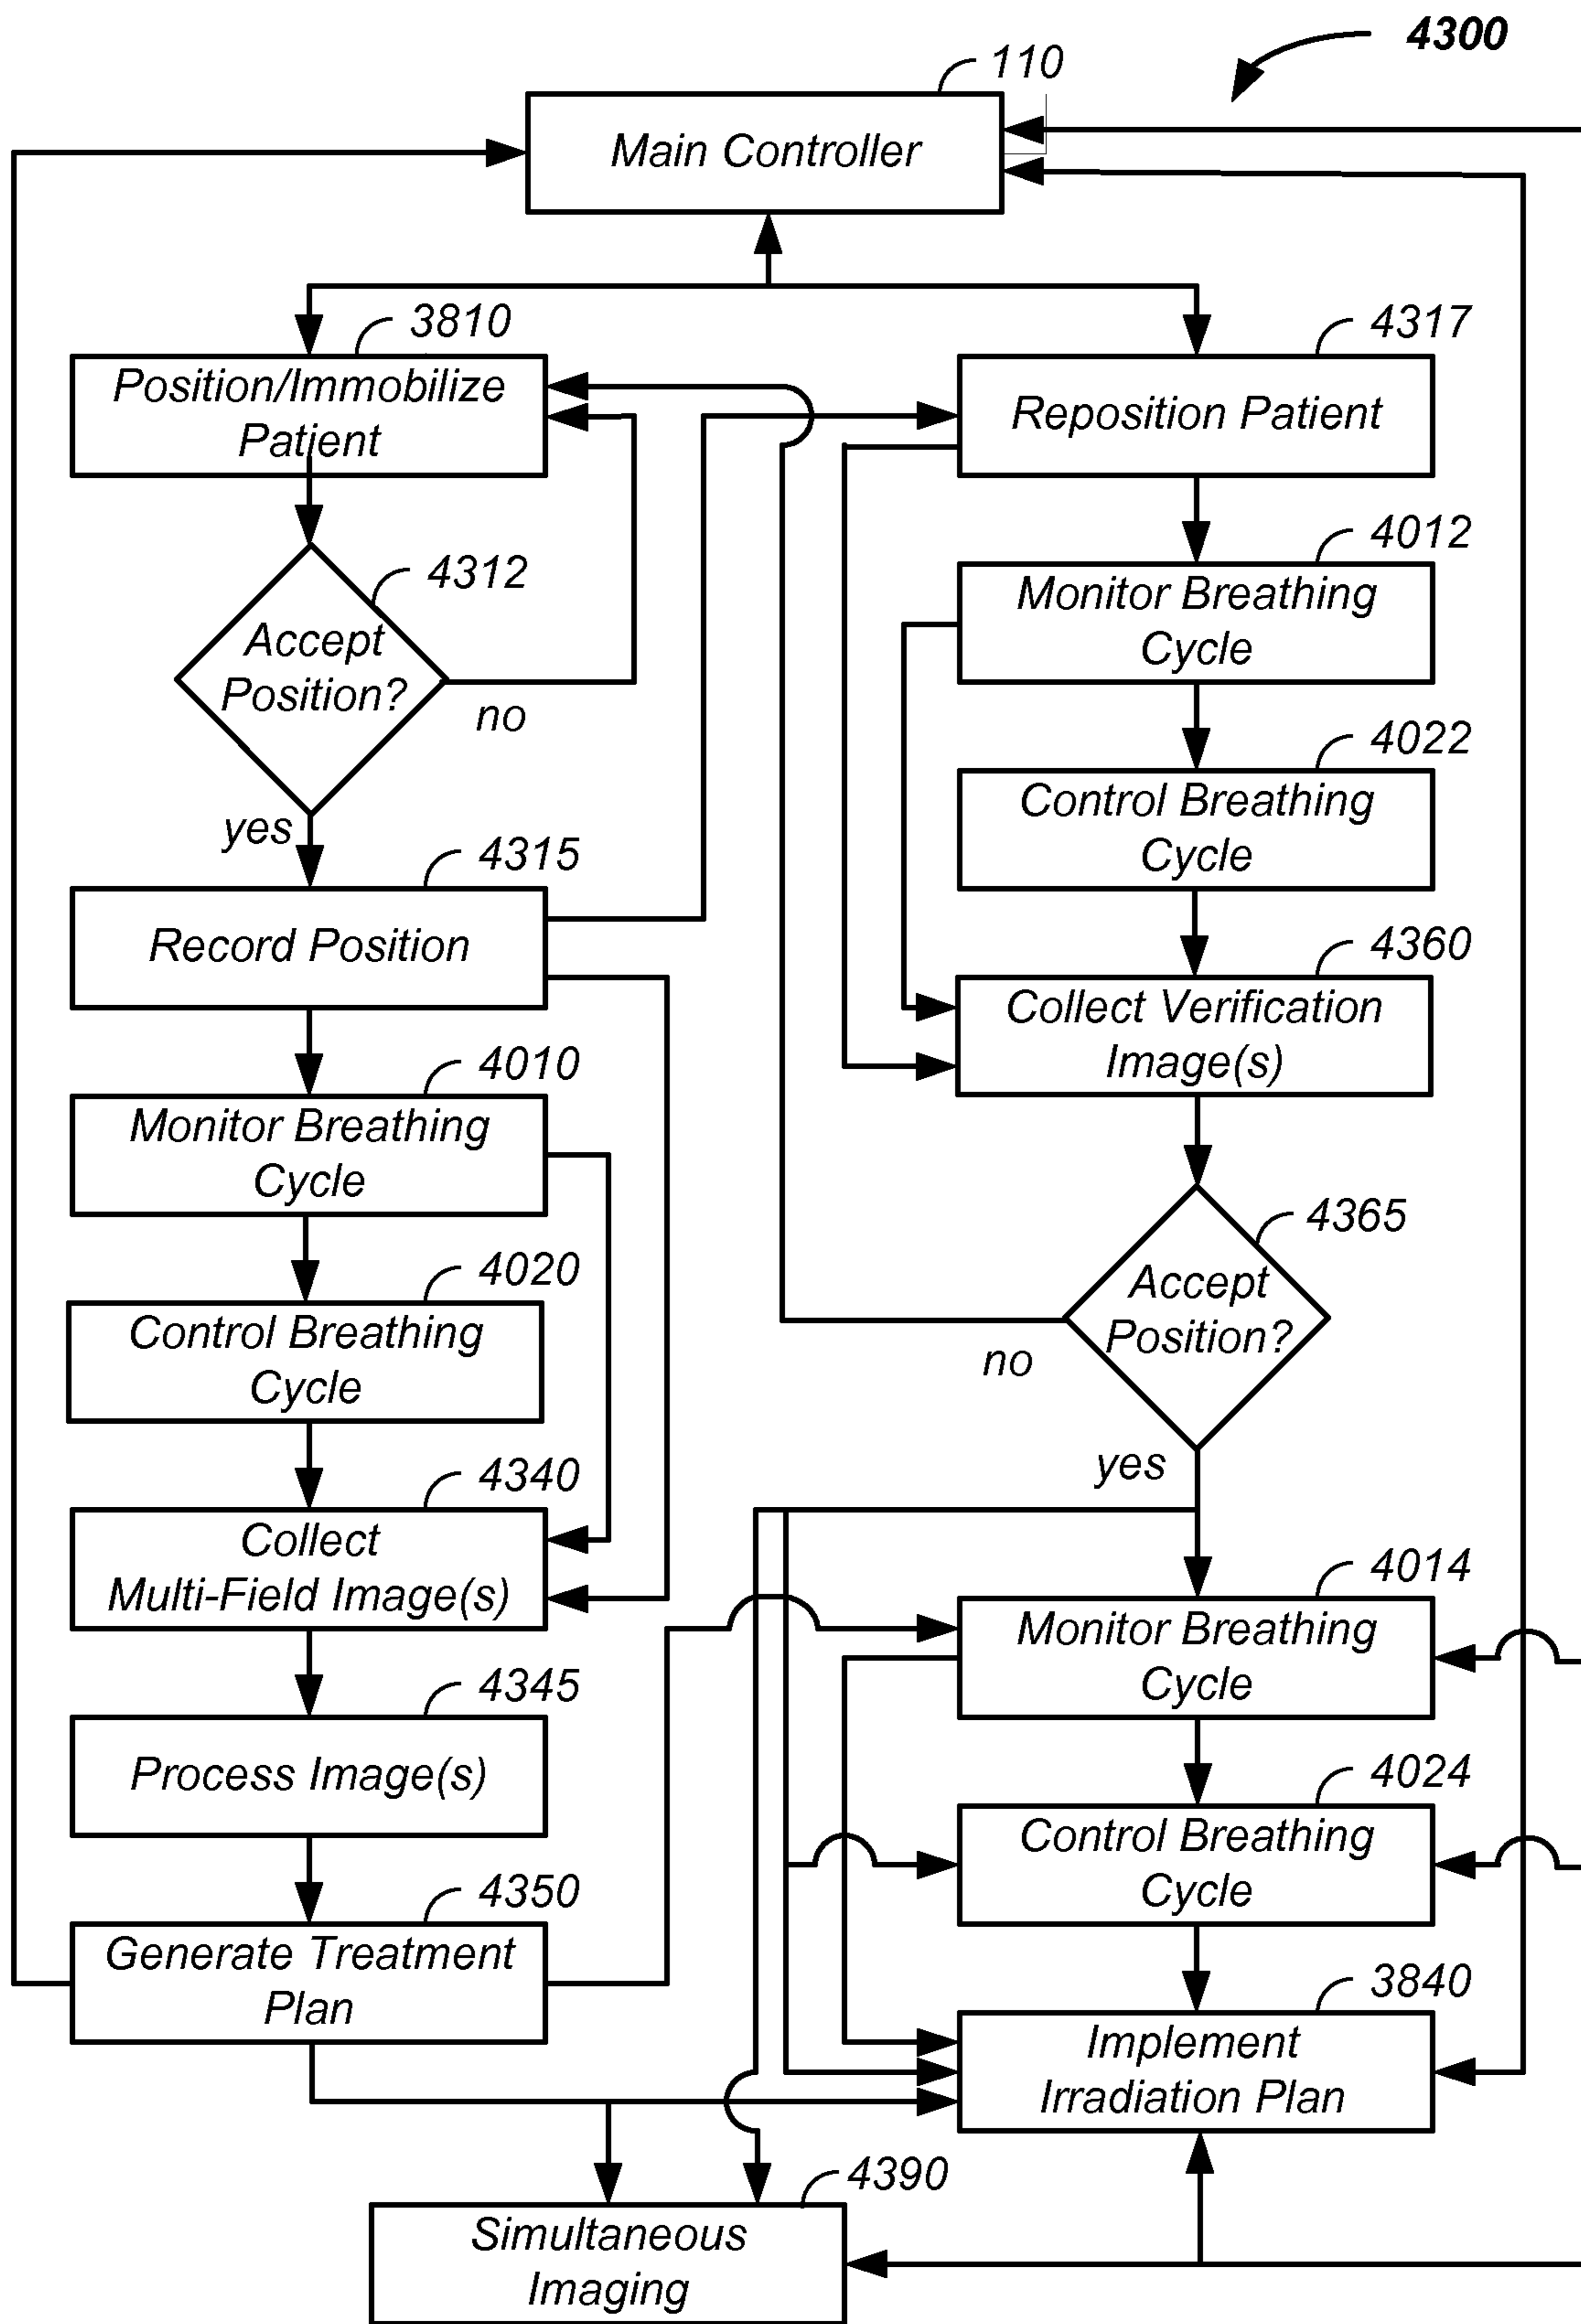 4300
110
Main Controller
3810
Position/Immobilize
Patient
4312
Accept
Position?
no
yes
4315
Record Position
4010
Monitor Breathing
Cycle
4020
Control Breathing
Cycle
4340
Collect
Multi-Field Image(s)
4345
Process Image(s)
4350
Generate Treatment
Plan
4317
Reposition Patient
4012
Monitor Breathing
Cycle
4022
Control Breathing
Cycle
4360
Collect Verification
Image(s)
4365
Accept
Position?
no
yes
4014
Monitor Breathing
Cycle
4024
Control Breathing
Cycle
3840
Implement
Irradiation Plan
4390
Simultaneous
Imaging